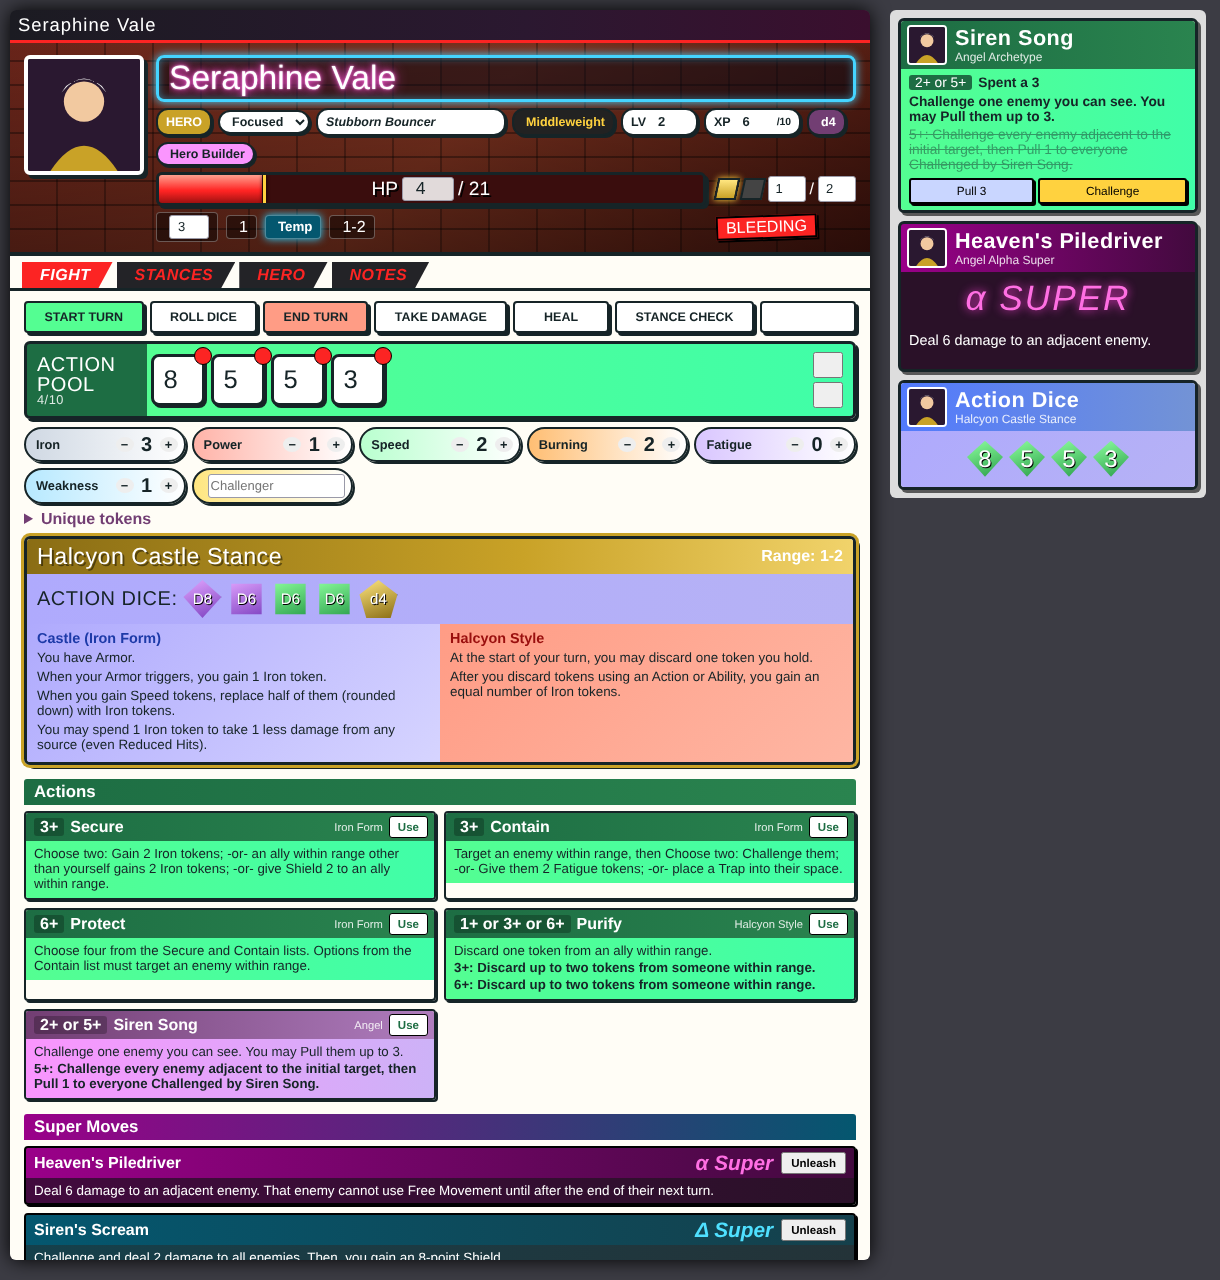 Seraphine Vale
Seraphine Vale
HERO Focused Stubborn Bouncer Middleweight LV 2 XP 6 /10 d4
Hero Builder
HP 4 / 21 1 / 2
3 1 Temp 1-2 BLEEDING
FIGHT STANCES HERO NOTES
START TURN ROLL DICE END TURN TAKE DAMAGE HEAL STANCE CHECK
ACTION POOL
4/10
8 5 5 3
Iron − 3 + Power − 1 + Speed − 2 + Burning − 2 + Fatigue − 0 +
Weakness − 1 + Challenger
Unique tokens
Halcyon Castle Stance Range: 1-2
ACTION DICE: D8 D6 D6 D6 d4
Castle (Iron Form)
You have Armor.
When your Armor triggers, you gain 1 Iron token.
When you gain Speed tokens, replace half of them (rounded
down) with Iron tokens.
You may spend 1 Iron token to take 1 less damage from any
source (even Reduced Hits).
Halcyon Style
At the start of your turn, you may discard one token you hold.
After you discard tokens using an Action or Ability, you gain an
equal number of Iron tokens.
Actions
3+ Secure Iron Form Use
Choose two: Gain 2 Iron tokens; -or- an ally within range other
than yourself gains 2 Iron tokens; -or- give Shield 2 to an ally
within range.
3+ Contain Iron Form Use
Target an enemy within range, then Choose two: Challenge them;
-or- Give them 2 Fatigue tokens; -or- place a Trap into their space.
6+ Protect Iron Form Use
Choose four from the Secure and Contain lists. Options from the
Contain list must target an enemy within range.
1+ or 3+ or 6+ Purify Halcyon Style Use
Discard one token from an ally within range.
3+: Discard up to two tokens from someone within range.
6+: Discard up to two tokens from someone within range.
2+ or 5+ Siren Song Angel Use
Challenge one enemy you can see. You may Pull them up to 3.
5+: Challenge every enemy adjacent to the initial target, then
Pull 1 to everyone Challenged by Siren Song.
Super Moves
Heaven's Piledriver α Super Unleash
Deal 6 damage to an adjacent enemy. That enemy cannot use Free Movement until after the end of their next turn.
Siren's Scream Δ Super Unleash
Challenge and deal 2 damage to all enemies. Then, you gain an 8-point Shield.
Siren Song
Angel Archetype
2+ or 5+ Spent a 3
Challenge one enemy you can see. You
may Pull them up to 3.
5+: Challenge every enemy adjacent to the
initial target, then Pull 1 to everyone
Challenged by Siren Song.
Pull 3 Challenge
Heaven's Piledriver
Angel Alpha Super
α SUPER
Deal 6 damage to an adjacent enemy.
Action Dice
Halcyon Castle Stance
8 5 5 3